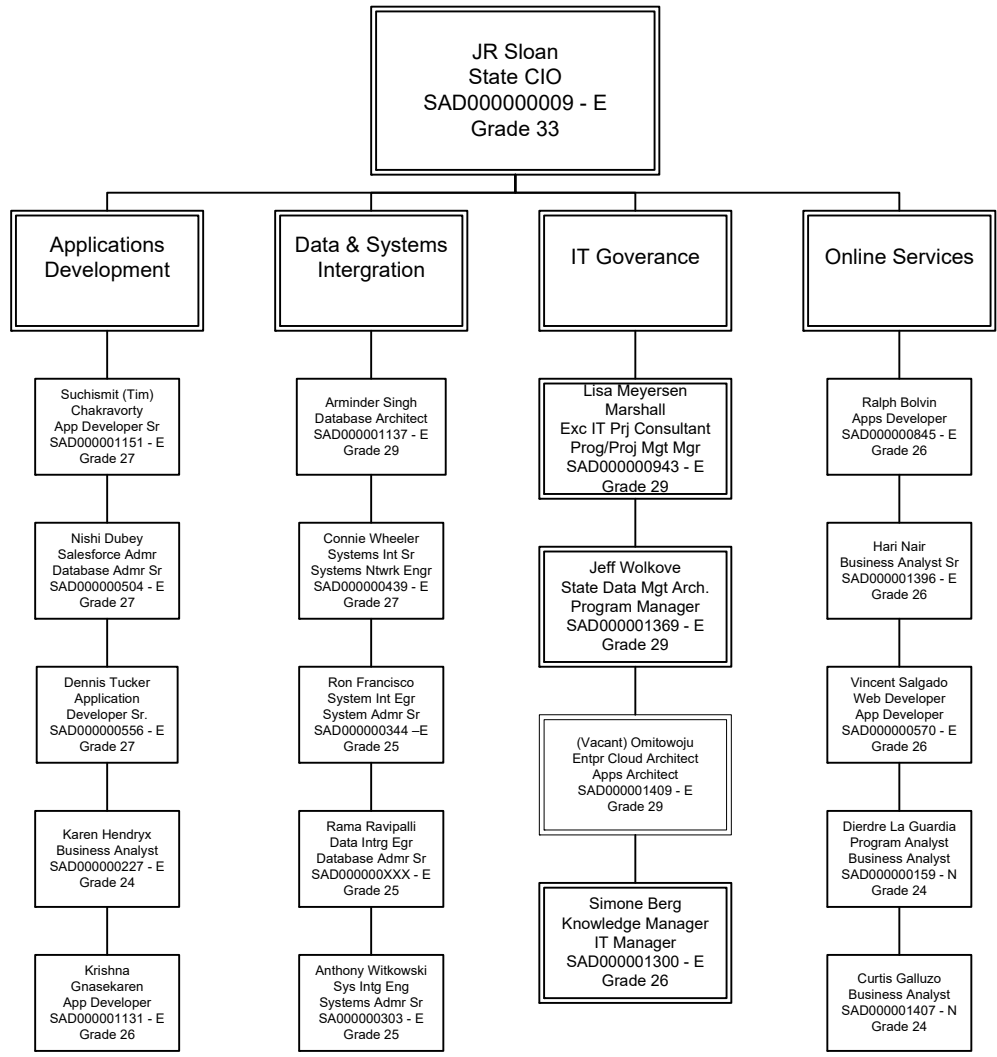 JR Sloan
State CIO
SAD000000009 - E
Grade 33
Applications
Development
Suchismit (Tim)
Chakravorty
App Developer Sr
SAD000001151 - E
Grade 27
Nishi Dubey
Salesforce Admr
Database Admr Sr
SAD000000504 - E
Grade 27
Dennis Tucker
Application
Developer Sr.
SAD000000556 - E
Grade 27
Karen Hendryx
Business Analyst
SAD000000227 - E
Grade 24
Krishna
Gnasekaren
App Developer
SAD000001131 - E
Grade 26
Data & Systems
Intergration
Arminder Singh
Database Architect
SAD000001137 - E
Grade 29
Connie Wheeler
Systems Int Sr
Systems Ntwrk Engr
SAD000000439 - E
Grade 27
Ron Francisco
System Int Egr
System Admr Sr
SAD000000344 –E
Grade 25
Rama Ravipalli
Data Intrg Egr
Database Admr Sr
SAD000000XXX - E
Grade 25
Anthony Witkowski
Sys Intg Eng
Systems Admr Sr
SA000000303 - E
Grade 25
IT Goverance
Lisa Meyersen
Marshall
Exc IT Prj Consultant
Prog/Proj Mgt Mgr
SAD000000943 - E
Grade 29
Jeff Wolkove
State Data Mgt Arch.
Program Manager
SAD000001369 - E
Grade 29
(Vacant) Omitowoju
Entpr Cloud Architect
Apps Architect
SAD000001409 - E
Grade 29
Simone Berg
Knowledge Manager
IT Manager
SAD000001300 - E
Grade 26
Online Services
Ralph Bolvin
Apps Developer
SAD000000845 - E
Grade 26
Hari Nair
Business Analyst Sr
SAD000001396 - E
Grade 26
Vincent Salgado
Web Developer
App Developer
SAD000000570 - E
Grade 26
Dierdre La Guardia
Program Analyst
Business Analyst
SAD000000159 - N
Grade 24
Curtis Galluzo
Business Analyst
SAD000001407 - N
Grade 24